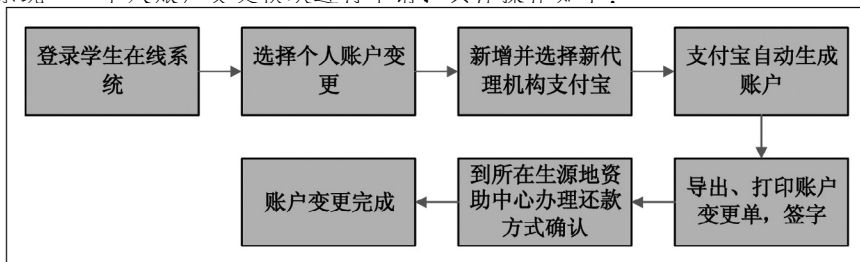 登录学生在线系
统
选择个人账户变
更
新增并选择新代
理机构支付宝
支付宝自动生成
账户
导出、打印账户
变更单，签字
到所在生源地资
助中心办理还款
方式确认
账户变更完成